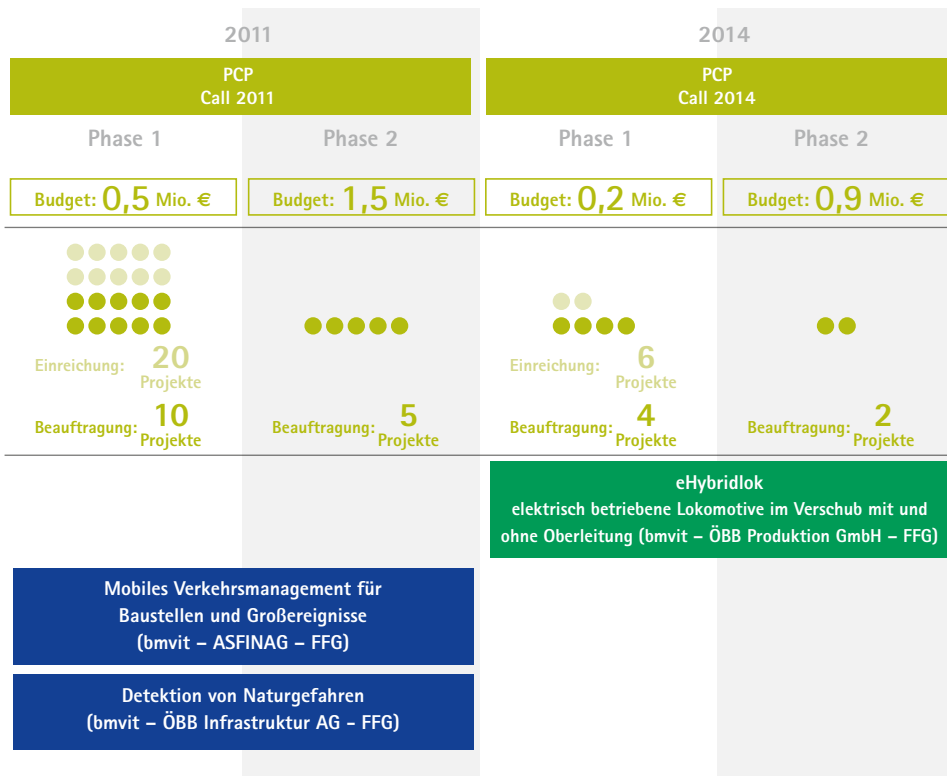 2011
2014
PCP
Call 2011
PCP
Call 2014
Phase 1
Phase 2
Phase 1
Phase 2
Budget: 0,5 Mio. €
Budget: 1,5 Mio. €
Budget: 0,2 Mio. €
Budget: 0,9 Mio. €
Einreichung: 20 Projekte
Einreichung: 6 Projekte
Beauftragung: 10 Projekte
Beauftragung: 5 Projekte
Beauftragung: 4 Projekte
Beauftragung: 2 Projekte
eHybridlok
elektrisch betriebene Lokomotive im Verschub mit und
ohne Oberleitung (bmvit – ÖBB Produktion GmbH – FFG)
Mobiles Verkehrsmanagement für
Baustellen und Großereignisse
(bmvit – ASFINAG – FFG)
Detektion von Naturgefahren
(bmvit – ÖBB Infrastruktur AG - FFG)